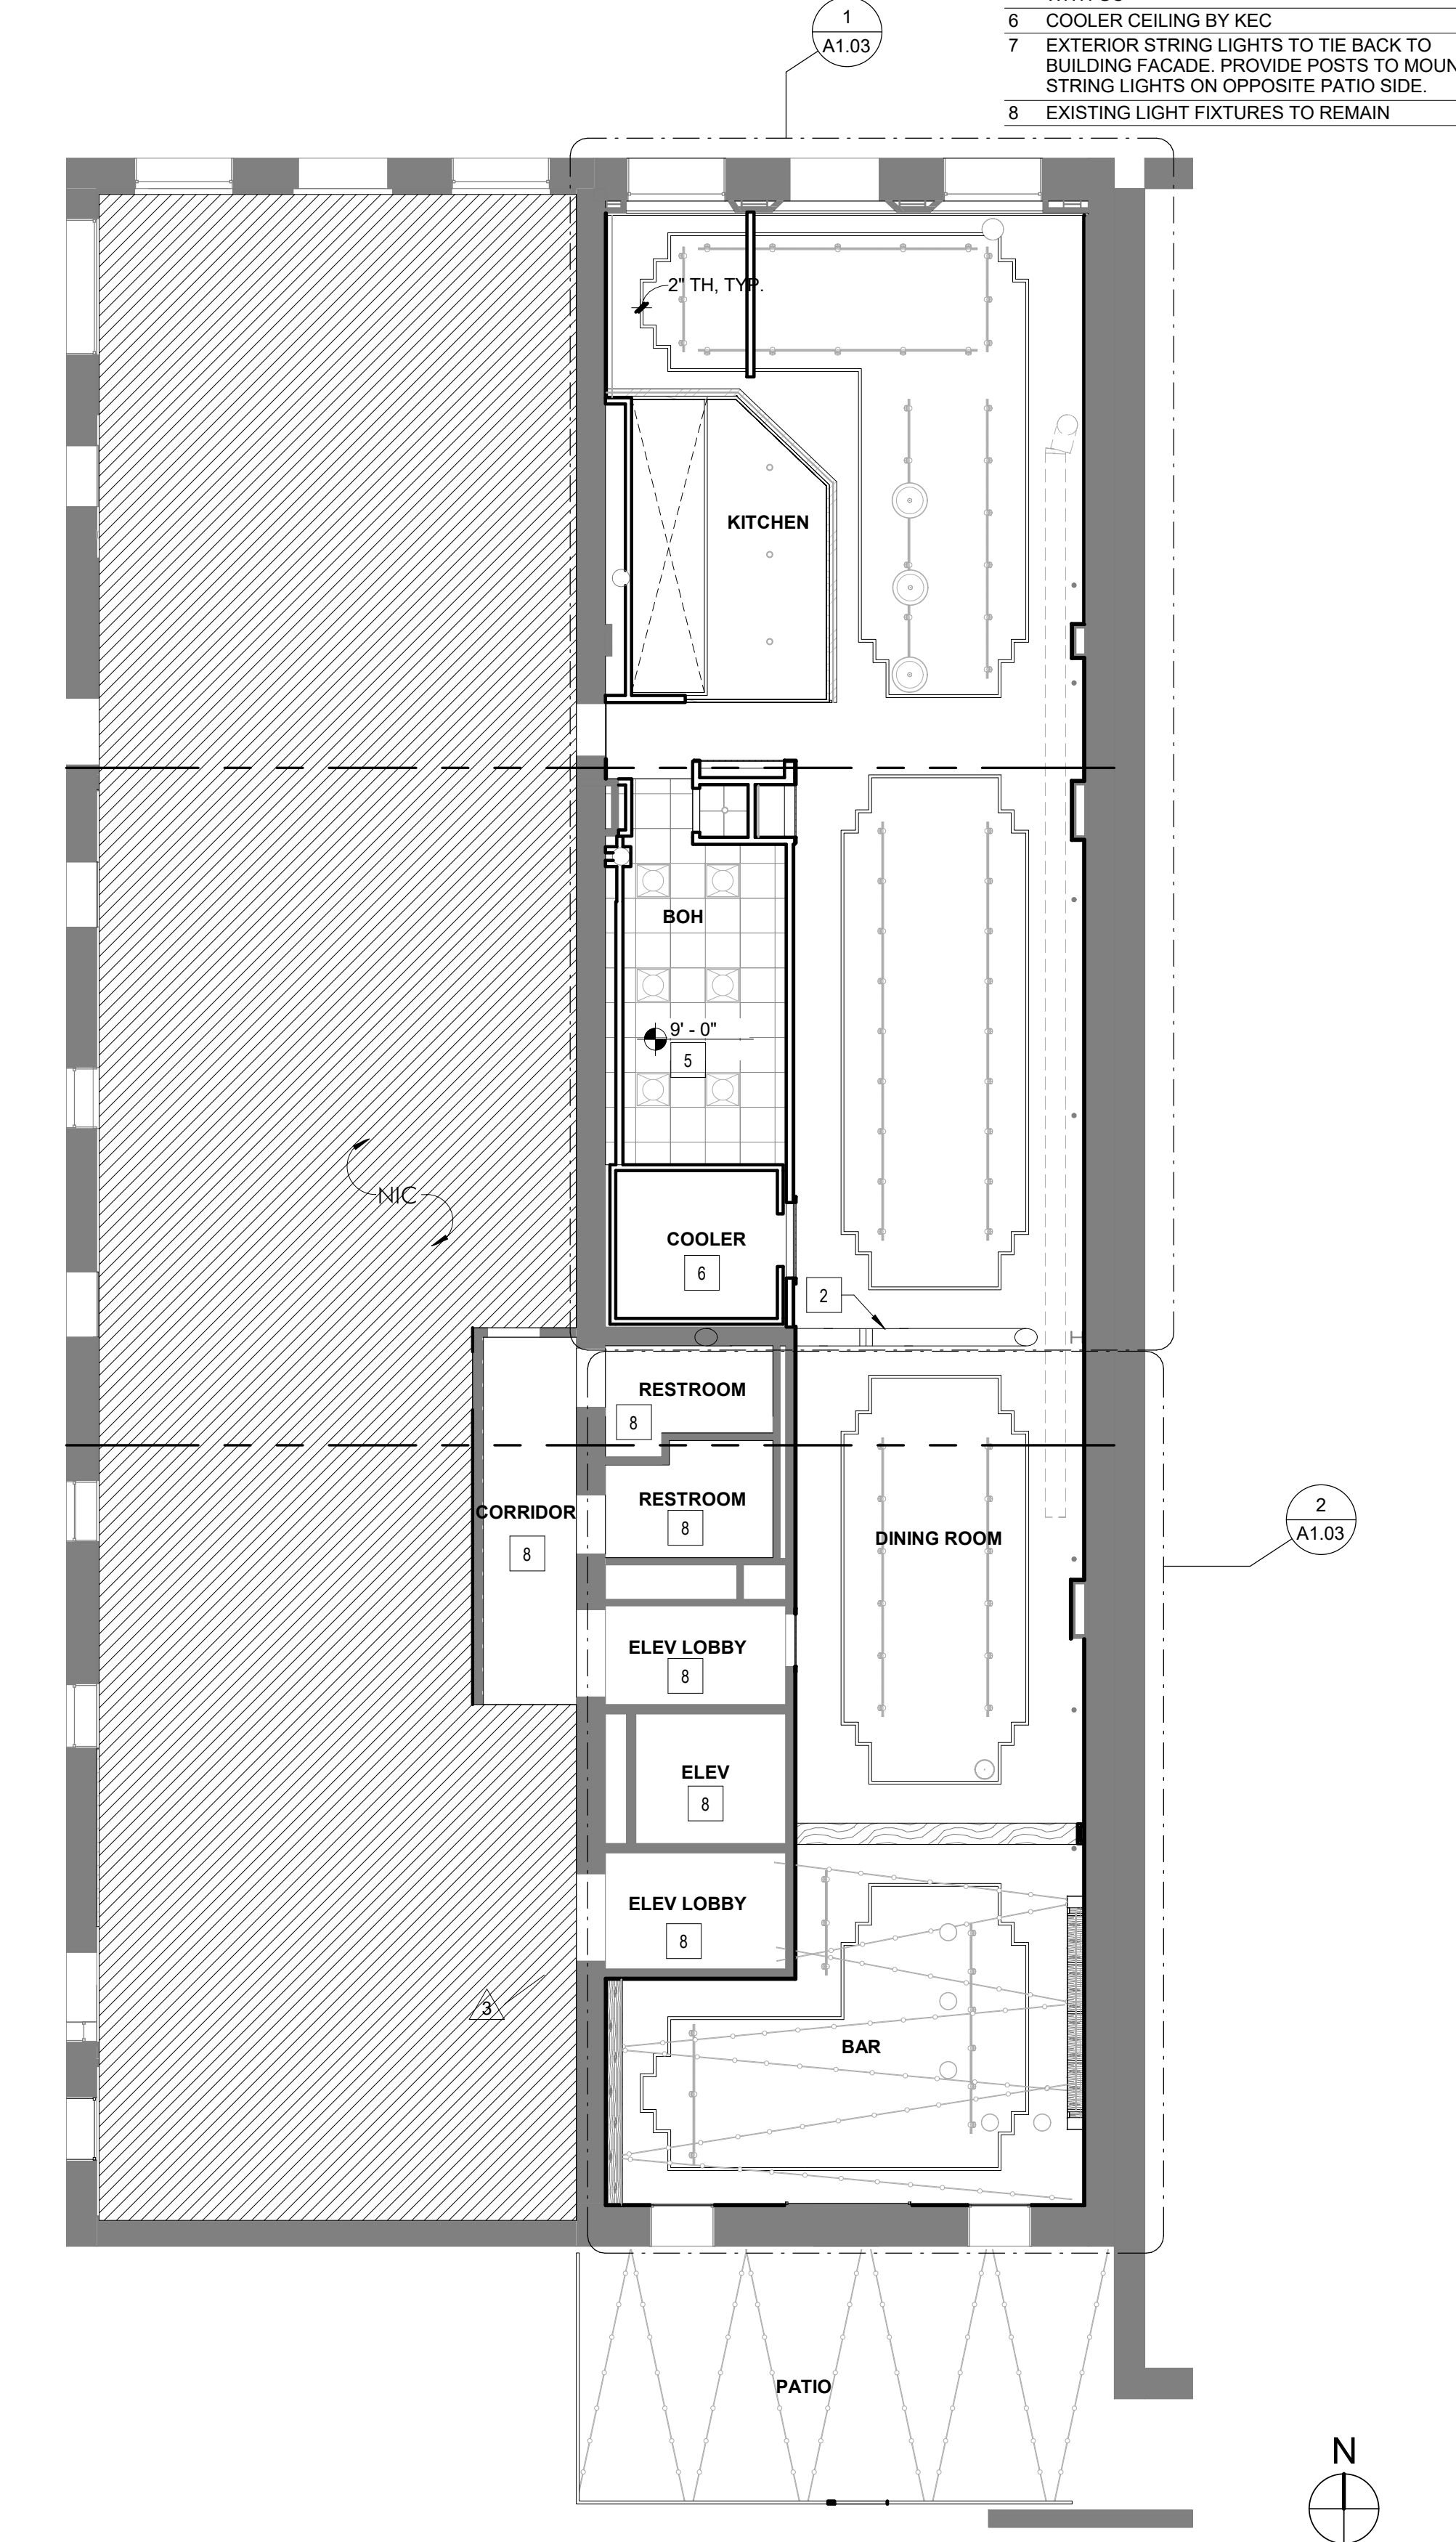 6 COOLER CEILING BY KEC
7 EXTERIOR STRING LIGHTS TO TIE BACK TO
BUILDING FACADE. PROVIDE POSTS TO MOUN
STRING LIGHTS ON OPPOSITE PATIO SIDE.
8 EXISTING LIGHT FIXTURES TO REMAIN
1
A1.03
2" TH, TYP.
KITCHEN
BOH
9' - 0"
5
NIC
COOLER
6
2
RESTROOM
8
RESTROOM
8
CORRIDOR
8
DINING ROOM
2
A1.03
ELEV LOBBY
8
ELEV
8
ELEV LOBBY
8
3
BAR
PATIO
N